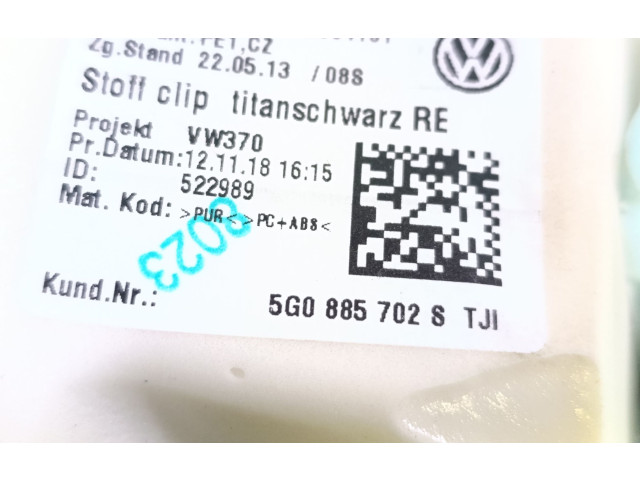 Zg.Stand 22.05.13 /08S
Stoff clip titanschwarz RE
Projekt VW370
Pr.Datum:12.11.18 16:15
ID: 522989
Mat. Kod: >PUR< >PC+ABS<
8023
Kund.Nr.: 5G0 885 702 S TJI